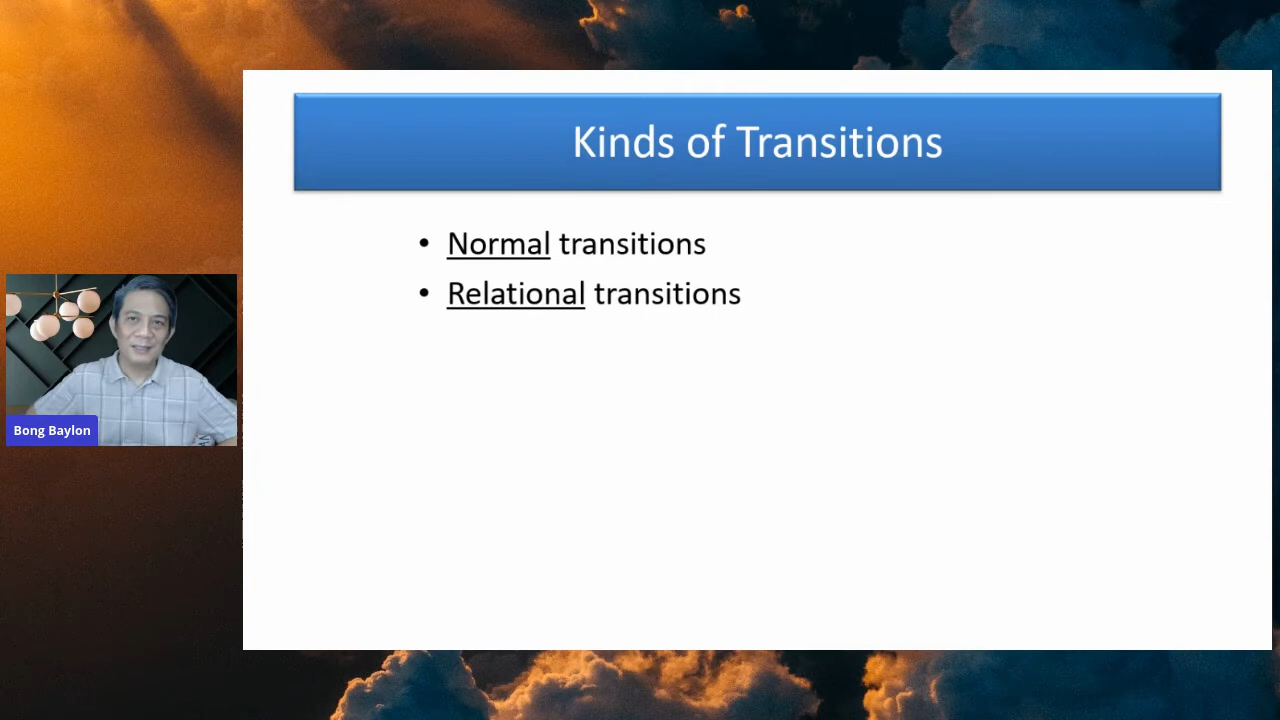 Kinds of Transitions
• Normal transitions
• Relational transitions
Bong Baylon